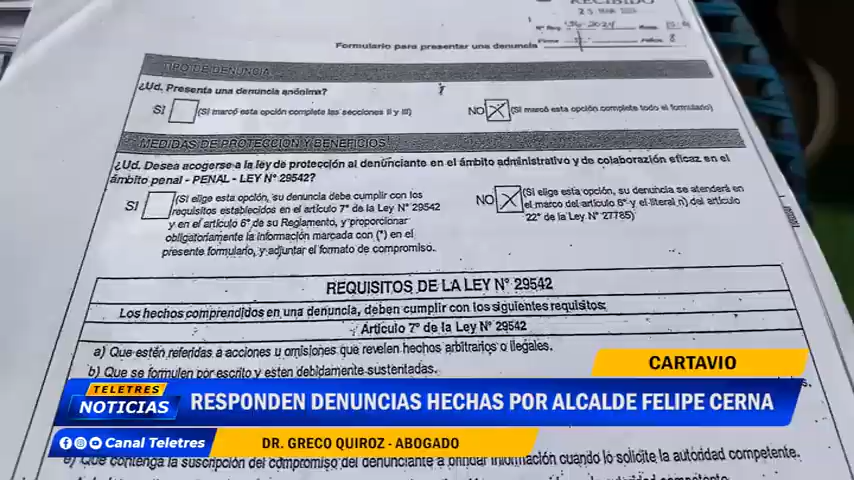 RECIBIDO
Formulario para presentar una denuncia
TIPO DE DENUNCIA
¿Ud. Presenta una denuncia anónima?
SI (Si marcó esta opción complete las secciones II y III)
NO (Si marcó esta opción complete todo el formulario)
MEDIDAS DE PROTECCIÓN Y BENEFICIOS
¿Ud. Desea acogerse a la ley de protección al denunciante en el ámbito administrativo y de colaboración eficaz en el
ámbito penal - PENAL - LEY N° 29542?
SI (Si elige esta opción, su denuncia debe cumplir con los
requisitos establecidos en el artículo 7° de la Ley N° 29542
y en el artículo 6° de su Reglamento, y proporcionar
obligatoriamente la información marcada con (*) en el
presente formulario, y adjuntar el formato de compromiso.
NO (Si elige esta opción, su denuncia se atenderá en
el marco del artículo 6° y el literal n) del artículo
22° de la Ley N° 27785)
REQUISITOS DE LA LEY N° 29542
Los hechos comprendidos en una denuncia, deben cumplir con los siguientes requisitos:
Artículo 7° de la Ley N° 29542
a) Que estén referidas a acciones u omisiones que revelen hechos arbitrarios o ilegales.
b) Que se formulen por escrito y estén debidamente sustentadas.
CARTAVIO
TELETRES
NOTICIAS
RESPONDEN DENUNCIAS HECHAS POR ALCALDE FELIPE CERNA
Canal Teletres
DR. GRECO QUIROZ - ABOGADO
e) Que contenga la suscripción del compromiso del denunciante a brindar información cuando lo solicite la autoridad competente.